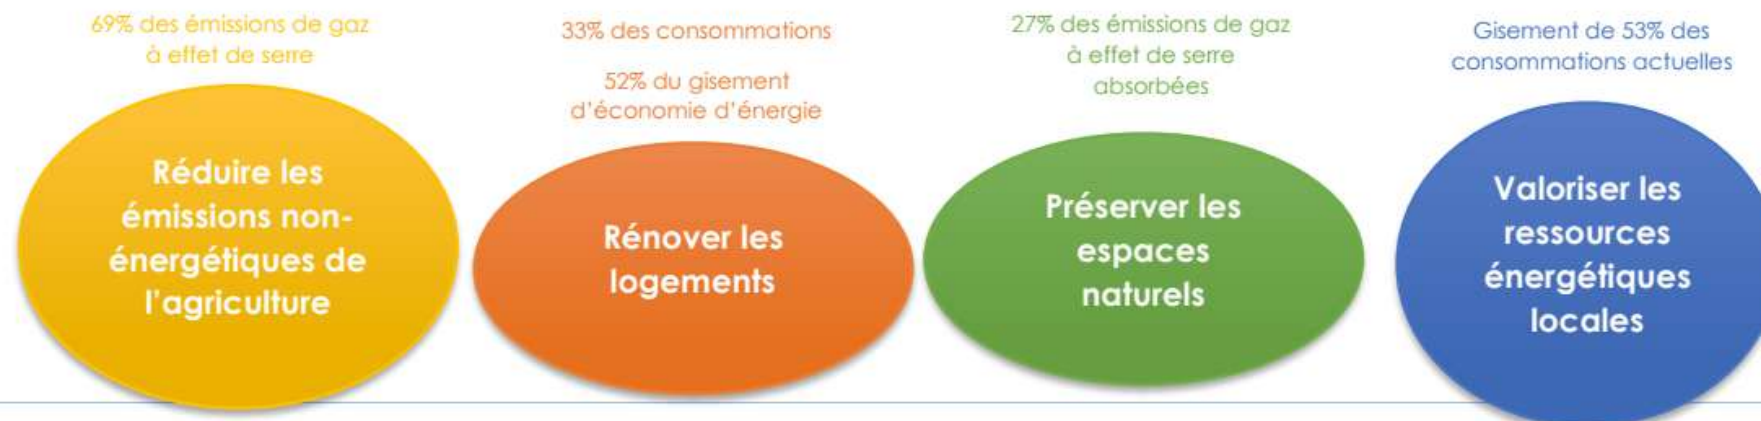 69% des émissions de gaz
à effet de serre
Réduire les
émissions non-
énergétiques de
l'agriculture
33% des consommations
52% du gisement
d'économie d'énergie
Rénover les
logements
27% des émissions de gaz
à effet de serre
absorbées
Préserver les
espaces
naturels
Gisement de 53% des
consommations actuelles
Valoriser les
ressources
énergétiques
locales